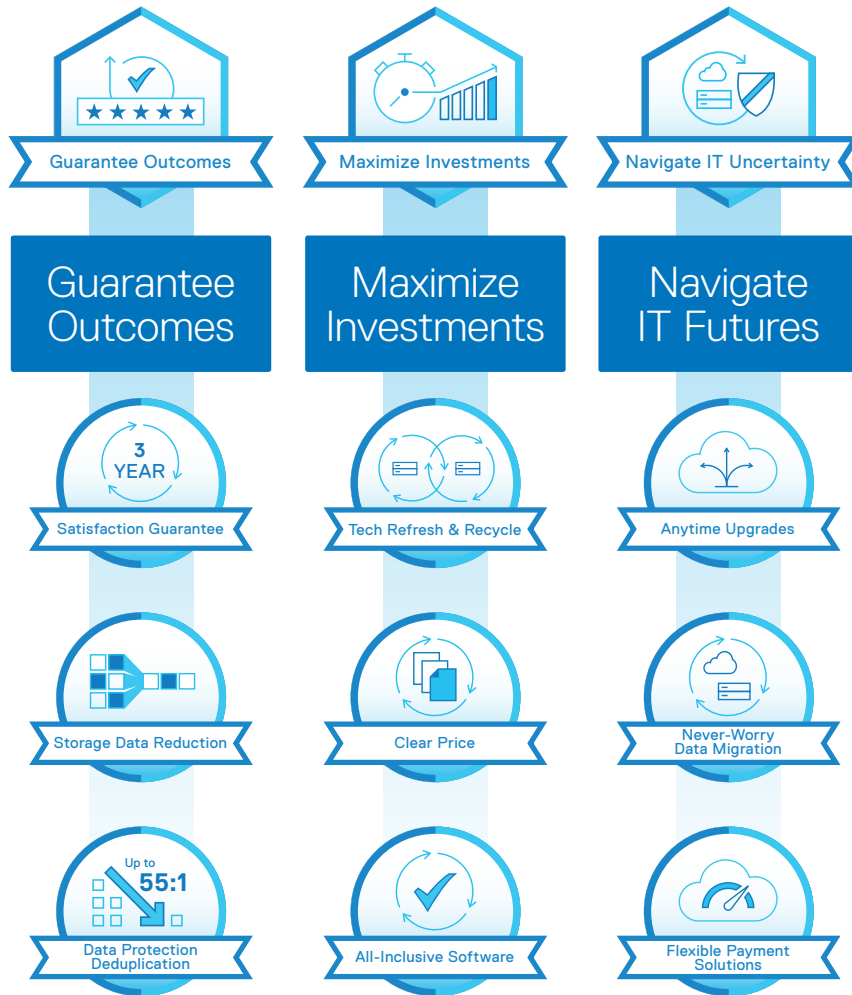 Guarantee Outcomes
Maximize Investments
Navigate IT Uncertainty
Guarantee
Outcomes
Maximize
Investments
Navigate
IT Futures
3
YEAR
Satisfaction Guarantee
Tech Refresh & Recycle
Anytime Upgrades
Storage Data Reduction
Clear Price
Never-Worry
Data Migration
Up to
55:1
Data Protection
Deduplication
All-Inclusive Software
Flexible Payment
Solutions